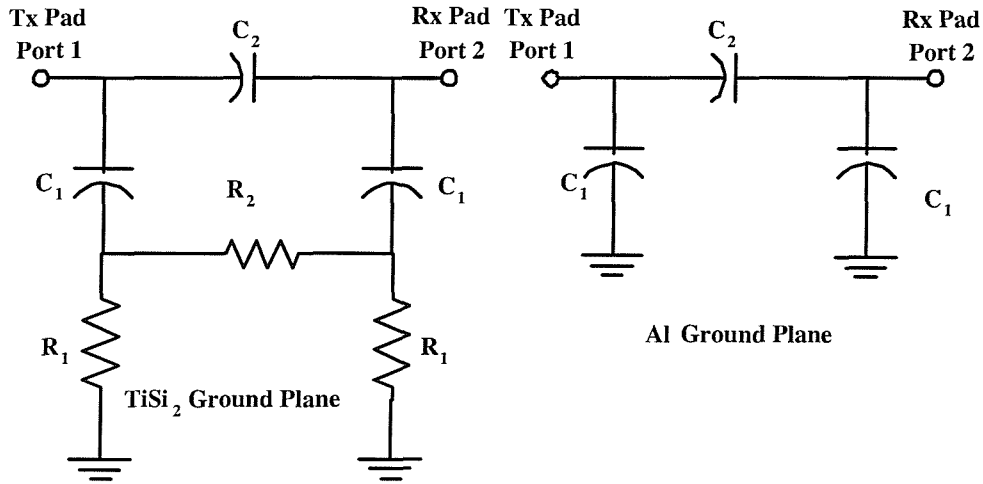 Tx Pad
Port 1
C₂
Rx Pad
Port 2
C₁
R₂
C₁
R₁
R₁
TiSi₂ Ground Plane
Tx Pad
Port 1
C₂
Rx Pad
Port 2
C₁
C₁
Al Ground Plane